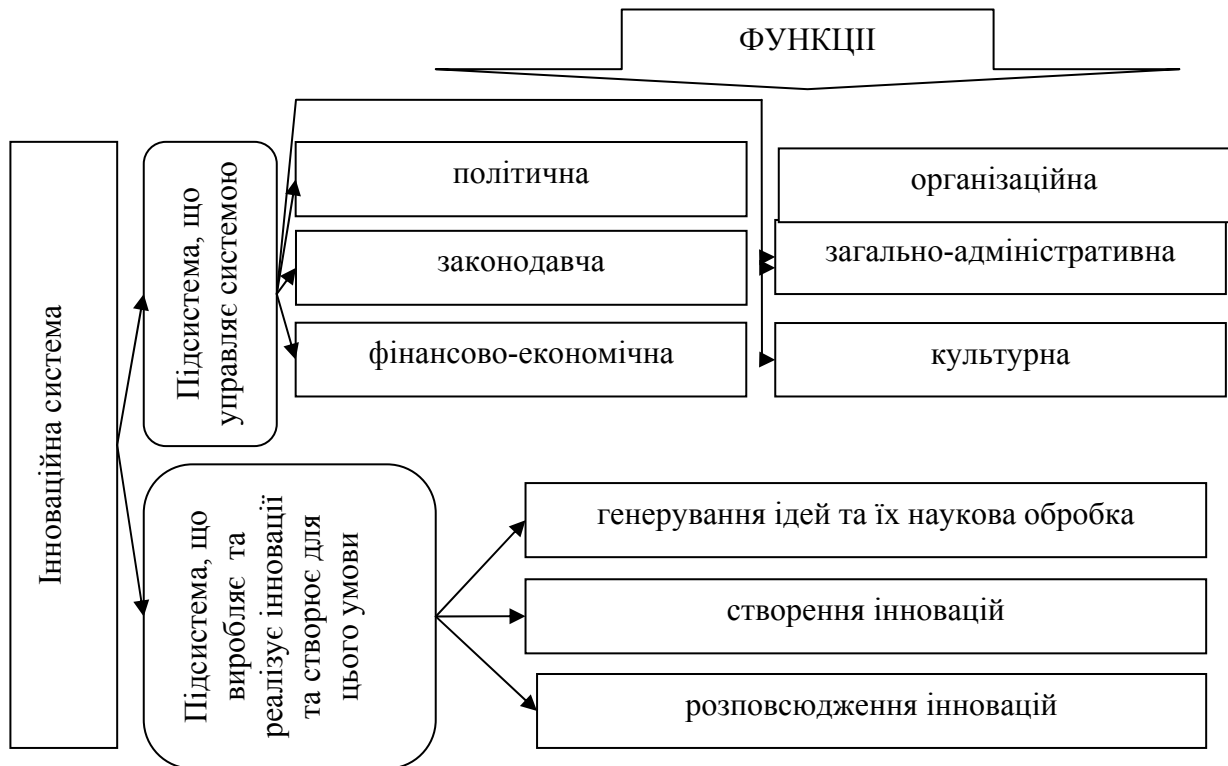 ФУНКЦІІ
Інноваційна система
Підсистема, що
управляє системою
політична
законодавча
фінансово-економічна
організаційна
загально-адміністративна
культурна
Підсистема, що
виробляє та
реалізує інновації
та створює для
цього умови
генерування ідей та їх наукова обробка
створення інновацій
розповсюдження інновацій